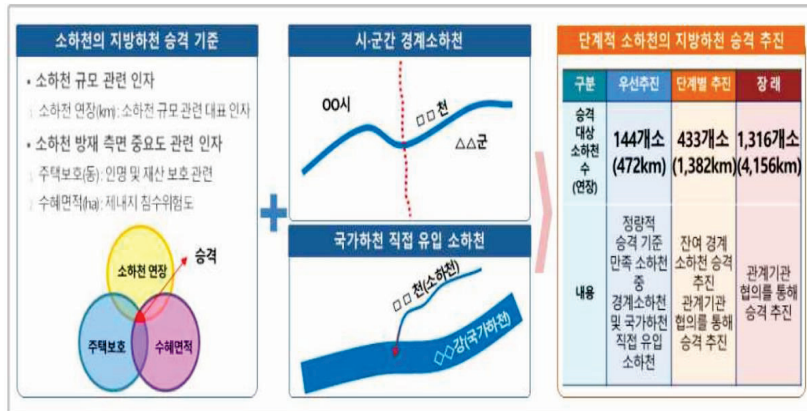 소하천의 지방하천 승격 기준
• 소하천 규모 관련 인자
소하천 연장(km) : 소하천 규모 관련 대표 인자
• 소하천 방재 측면 중요도 관련 인자
주택보호(동) : 인명 및 재산 보호 관련
수혜면적(ha) : 제내지 침수위험도
소하천 연장
승격
주택보호
수혜면적
+
시·군간 경계소하천
OO시
□□천
△△군
국가하천 직접 유입 소하천
□□천(소하천)
◇◇강(국가하천)
단계적 소하천의 지방하천 승격 추진
구분 우선추진 단계별 추진 장 래
승격
대상
소하천
수
(연장)
144개소
(472km)
433개소
(1,382km)
1,316개소
(4,156km)
내용
정량적
승격 기준
만족 소하천
중
경계소하천
및 국가하천
직접 유입
소하천
잔여 경계
소하천 승격
추진
관계기관
협의를 통해
승격 추진
관계기관
협의를 통해
승격 추진